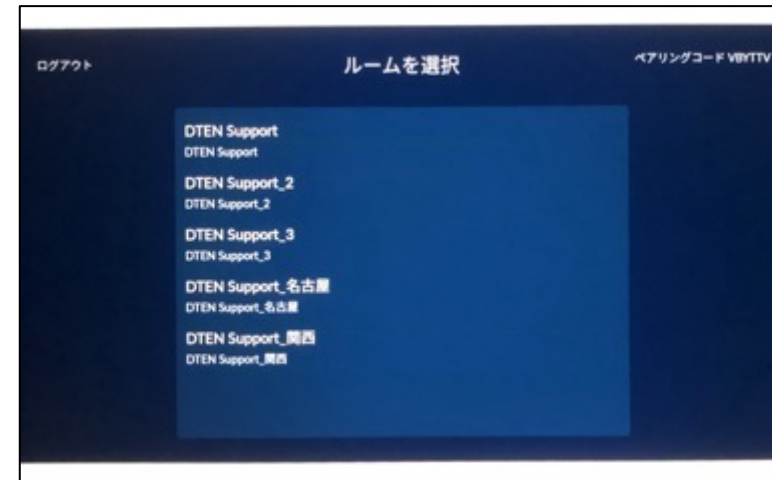 ログアウト
ルームを選択
ペアリングコード VBYTTV
DTEN Support
DTEN Support
DTEN Support_2
DTEN Support_2
DTEN Support_3
DTEN Support_3
DTEN Support_名古屋
DTEN Support_名古屋
DTEN Support_関西
DTEN Support_関西